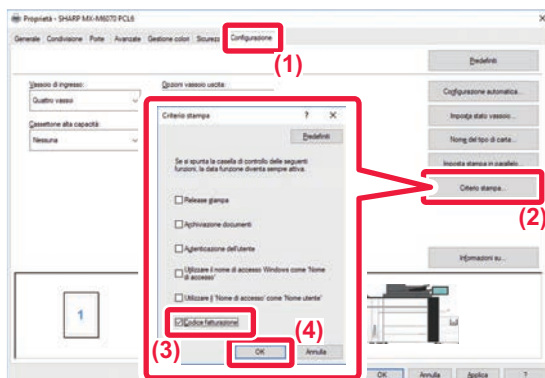 Proprietà - SHARP MX-M6070 PCL6
Generale Condivisione Porte Avanzate Gestione colori Sicurezza Configurazione
(1)
Predefiniti
Vassoio di ingresso:
Opzioni vassoio uscita:
Quattro vassoi
Configurazione automatica...
Cassettone alta capacità:
Imposta stato vassoio...
Nessuna
Nome del tipo di carta...
Imposta stampa in parallelo...
Criterio stampa...
(2)
Informazioni su...
Criterio stampa ? X
Predefiniti
Se si spunta la casella di controllo delle seguenti
funzioni, la data funzione diventa sempre attiva.
Release stampa
Archiviazione documenti
Autenticazione dell'utente
Utilizzare il nome di accesso Windows come 'Nome
di accesso'
Utilizzare il 'Nome di accesso' come 'Nome utente'
Codice fatturazione
(3)
(4)
OK Annulla
1
OK Annulla Applica ?